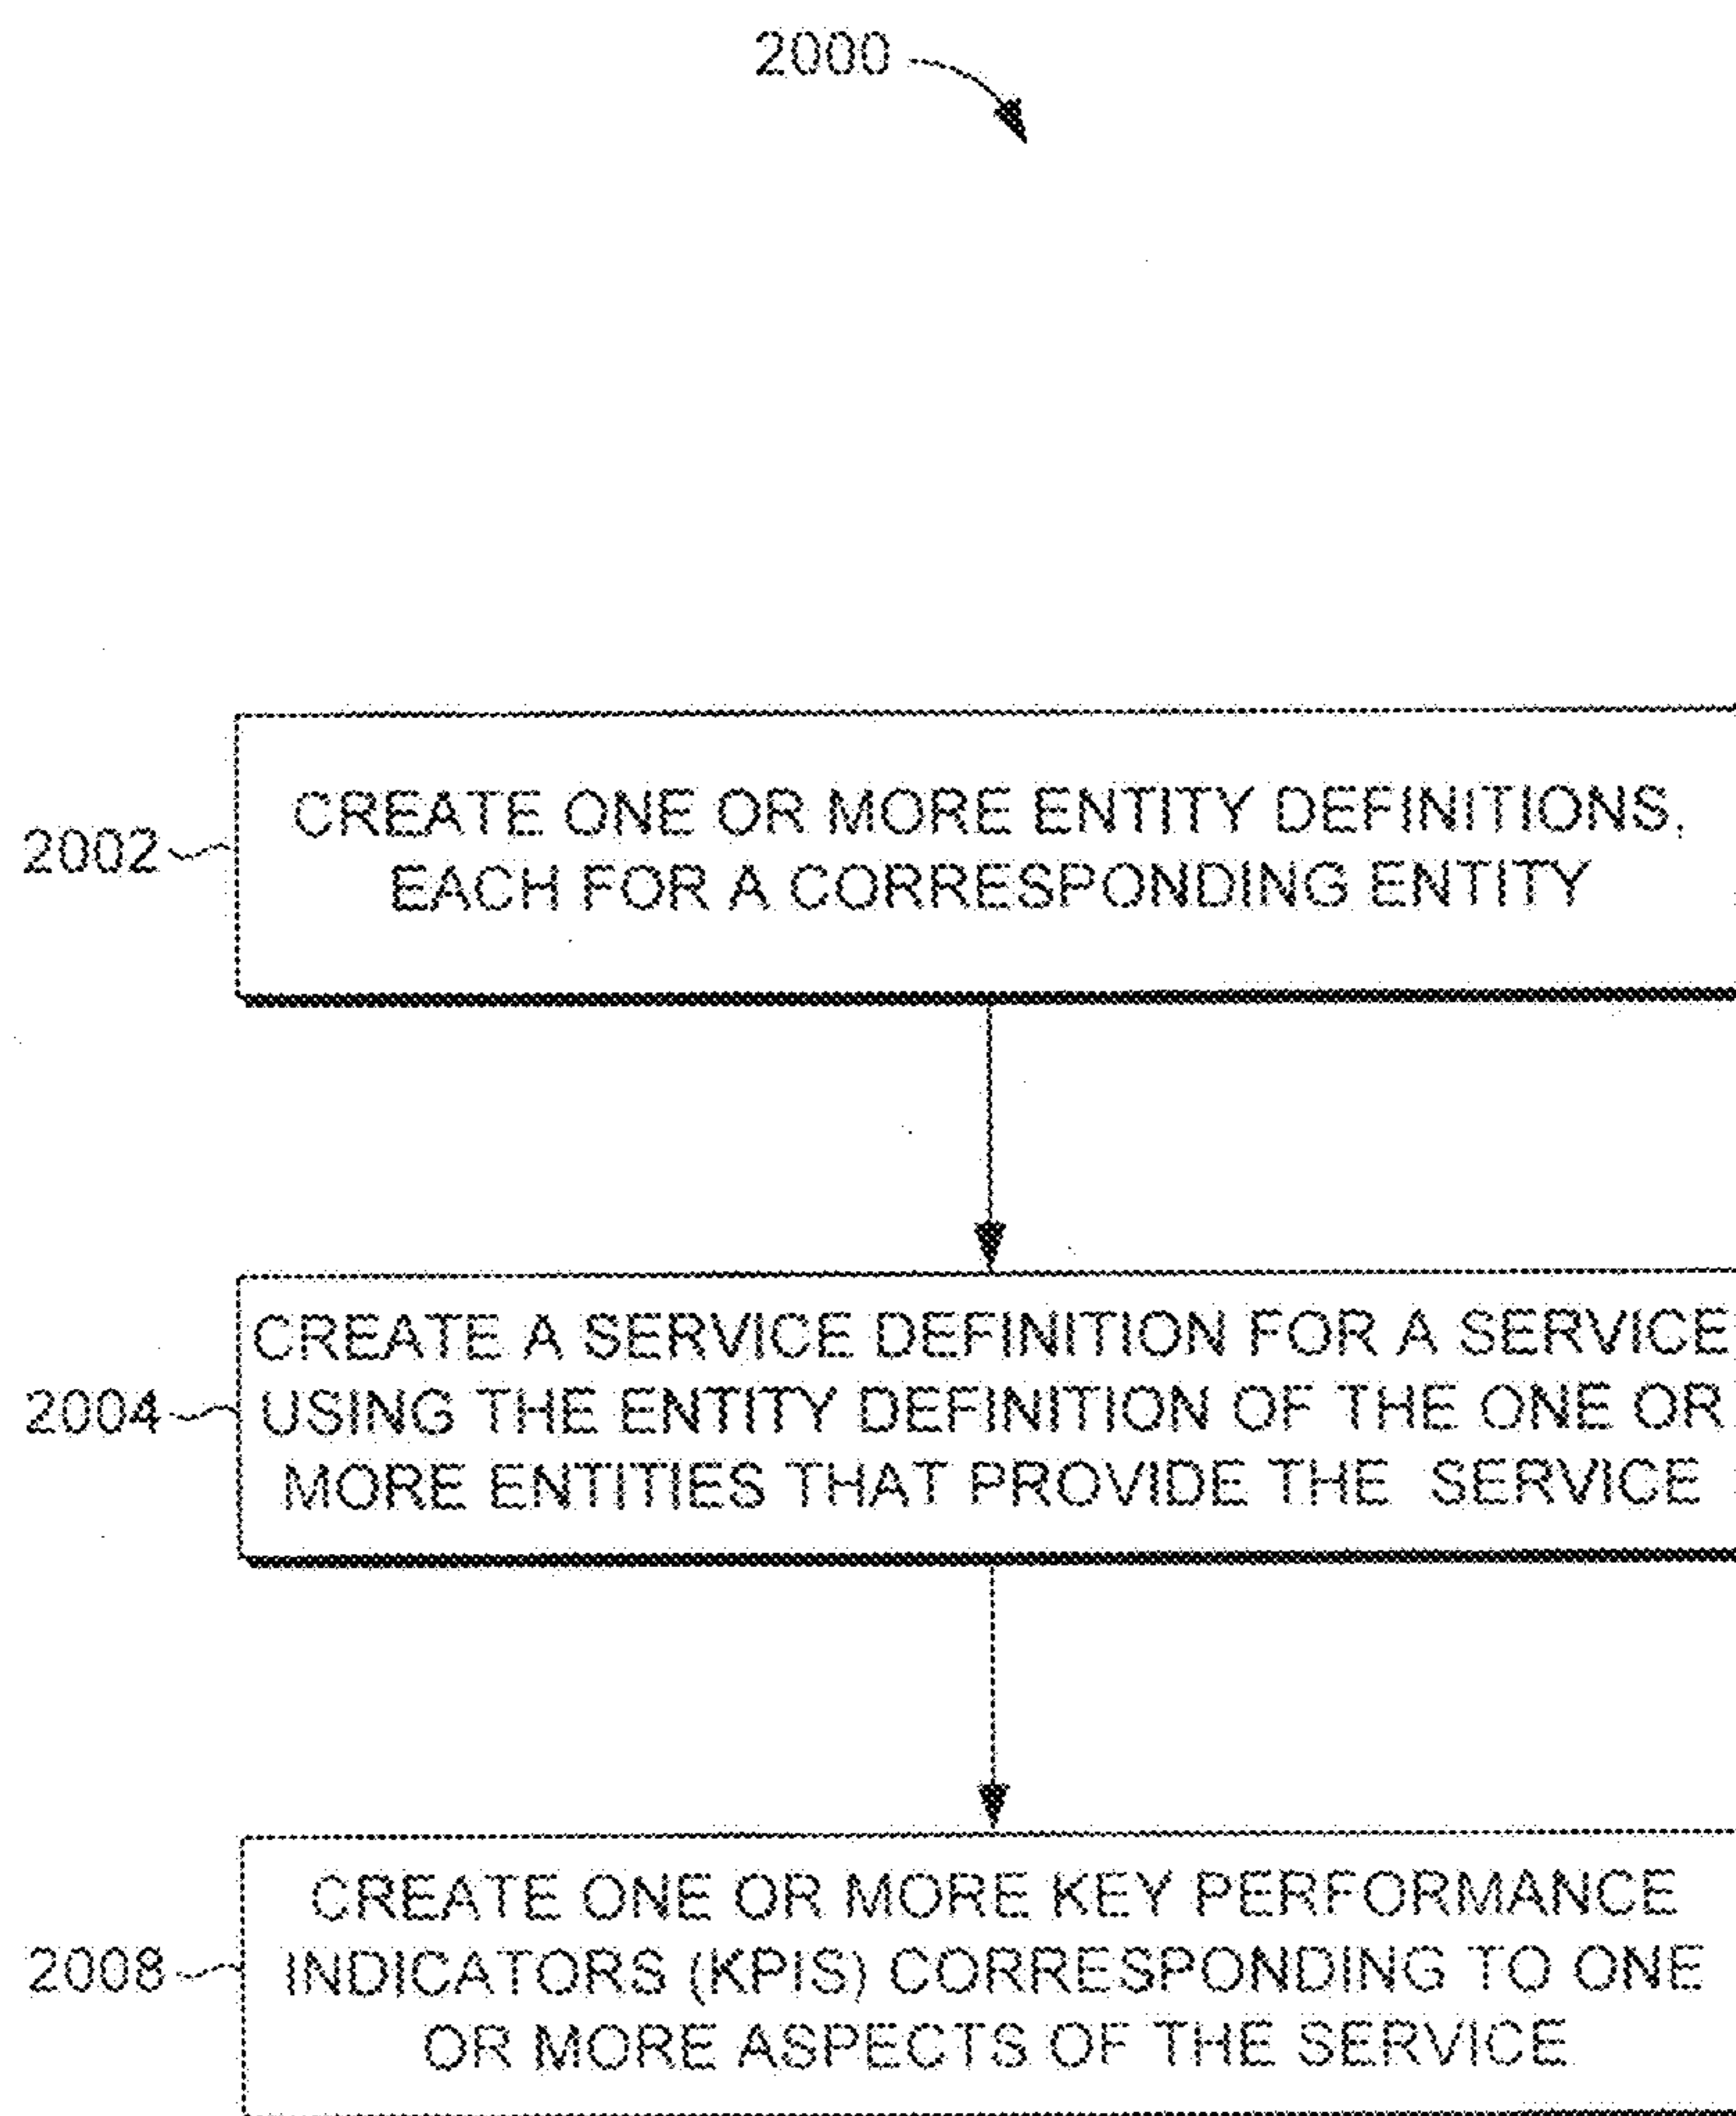 2000
2002
CREATE ONE OR MORE ENTITY DEFINITIONS,
EACH FOR A CORRESPONDING ENTITY
2004
CREATE A SERVICE DEFINITION FOR A SERVICE
USING THE ENTITY DEFINITION OF THE ONE OR
MORE ENTITIES THAT PROVIDE THE SERVICE
2008
CREATE ONE OR MORE KEY PERFORMANCE
INDICATORS (KPIS) CORRESPONDING TO ONE
OR MORE ASPECTS OF THE SERVICE